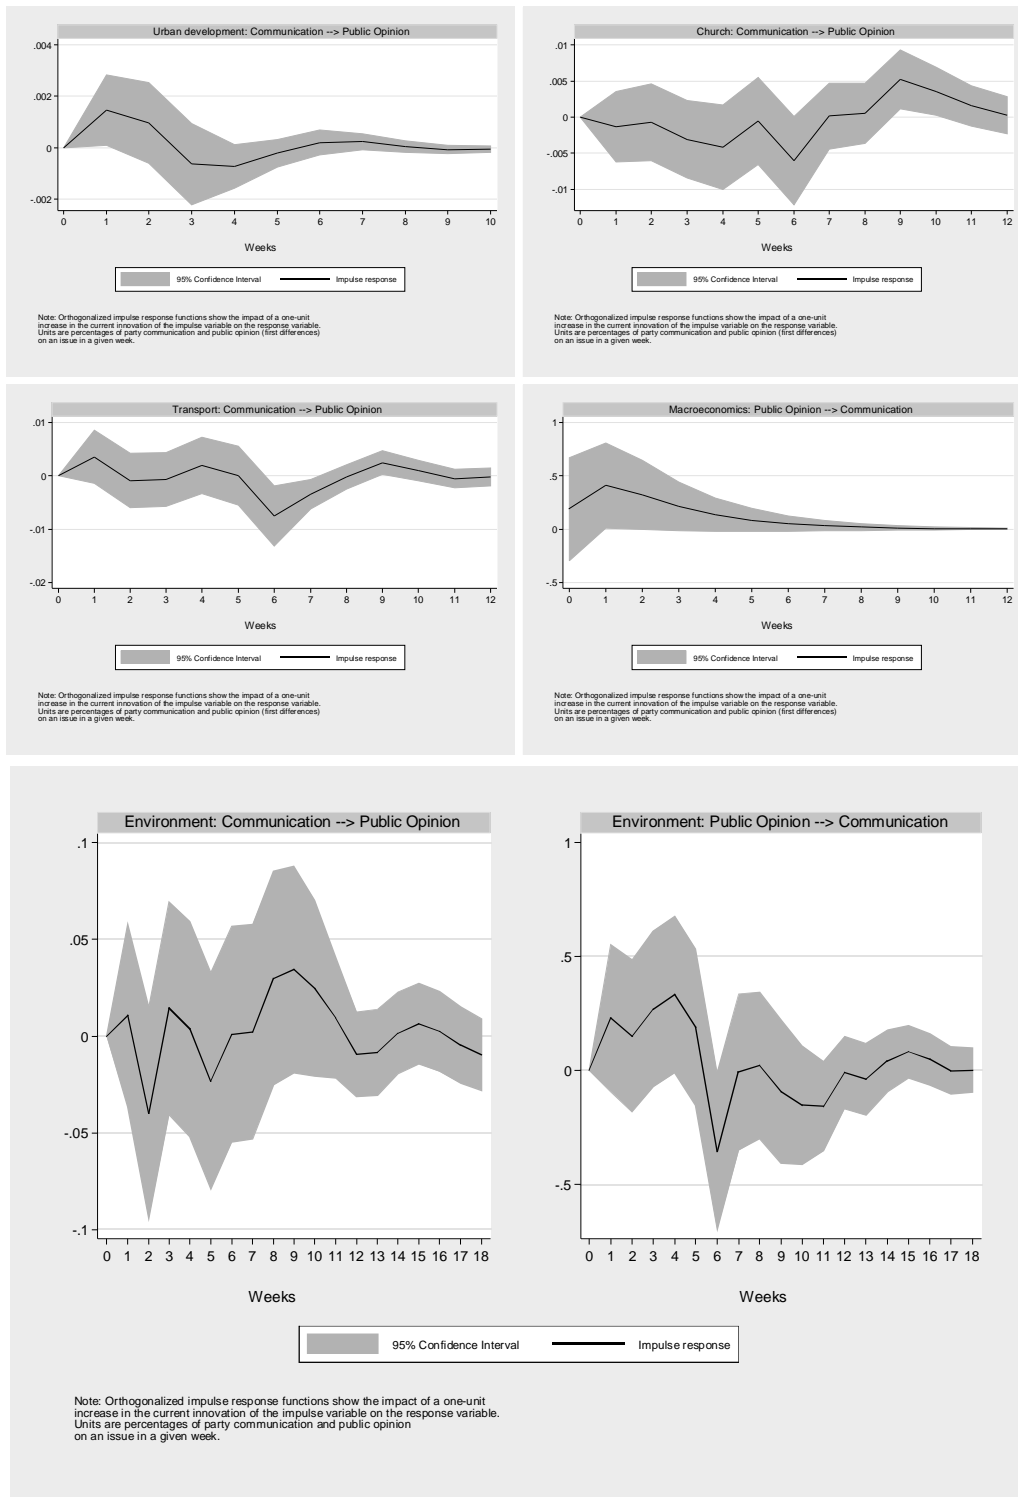 Urban development: Communication --> Public Opinion
.004
.002
0
-.002
0 1 2 3 4 5 6 7 8 9 10
Weeks
95% Confidence Interval Impulse response
Note: Orthogonalized impulse response functions show the impact of a one-unit
increase in the current innovation of the impulse variable on the response variable.
Units are percentages of party communication and public opinion (first differences)
on an issue in a given week.
Church: Communication --> Public Opinion
.01
.005
0
-.005
-.01
0 1 2 3 4 5 6 7 8 9 10 11 12
Weeks
95% Confidence Interval Impulse response
Note: Orthogonalized impulse response functions show the impact of a one-unit
increase in the current innovation of the impulse variable on the response variable.
Units are percentages of party communication and public opinion (first differences)
on an issue in a given week.
Transport: Communication --> Public Opinion
.01
0
-.01
-.02
0 1 2 3 4 5 6 7 8 9 10 11 12
Weeks
95% Confidence Interval Impulse response
Note: Orthogonalized impulse response functions show the impact of a one-unit
increase in the current innovation of the impulse variable on the response variable.
Units are percentages of party communication and public opinion (first differences)
on an issue in a given week.
Macroeconomics: Public Opinion --> Communication
1
.5
0
-.5
0 1 2 3 4 5 6 7 8 9 10 11 12
Weeks
95% Confidence Interval Impulse response
Note: Orthogonalized impulse response functions show the impact of a one-unit
increase in the current innovation of the impulse variable on the response variable.
Units are percentages of party communication and public opinion (first differences)
on an issue in a given week.
Environment: Communication --> Public Opinion
.1
.05
0
-.05
-.1
0 1 2 3 4 5 6 7 8 9 10 11 12 13 14 15 16 17 18
Weeks
Environment: Public Opinion --> Communication
1
.5
0
-.5
0 1 2 3 4 5 6 7 8 9 10 11 12 13 14 15 16 17 18
Weeks
95% Confidence Interval Impulse response
Note: Orthogonalized impulse response functions show the impact of a one-unit
increase in the current innovation of the impulse variable on the response variable.
Units are percentages of party communication and public opinion
on an issue in a given week.